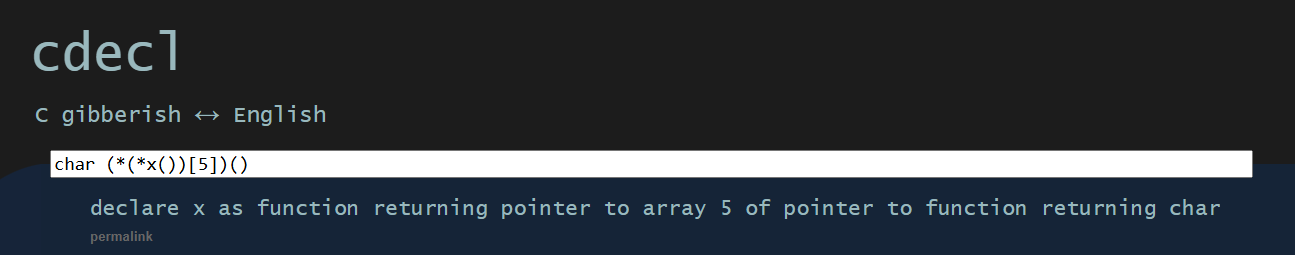 cdecl
C gibberish ↔ English
char (*(*x())[5])()
declare x as function returning pointer to array 5 of pointer to function returning char
permalink